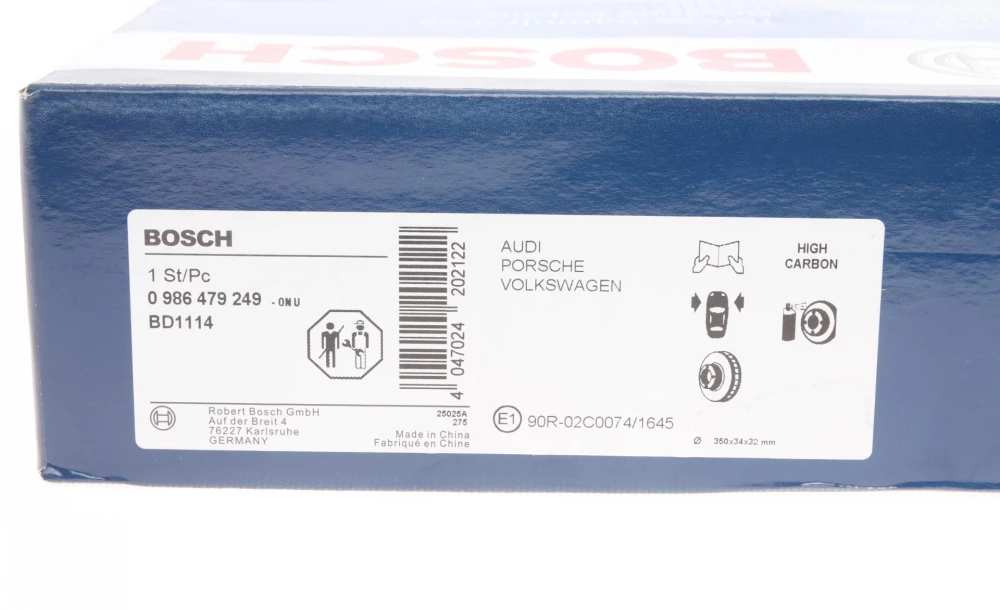 BOSCH
BOSCH
1 St/Pc
0 986 479 249 - 0NU
BD1114
4 047024 202122
Robert Bosch GmbH
Auf der Breit 4
76227 Karlsruhe
GERMANY
25025A
275
Made in China
Fabriqué en Chine
AUDI
PORSCHE
VOLKSWAGEN
E1 90R-02C0074/1645
HIGH
CARBON
Ø 350x34x32 mm